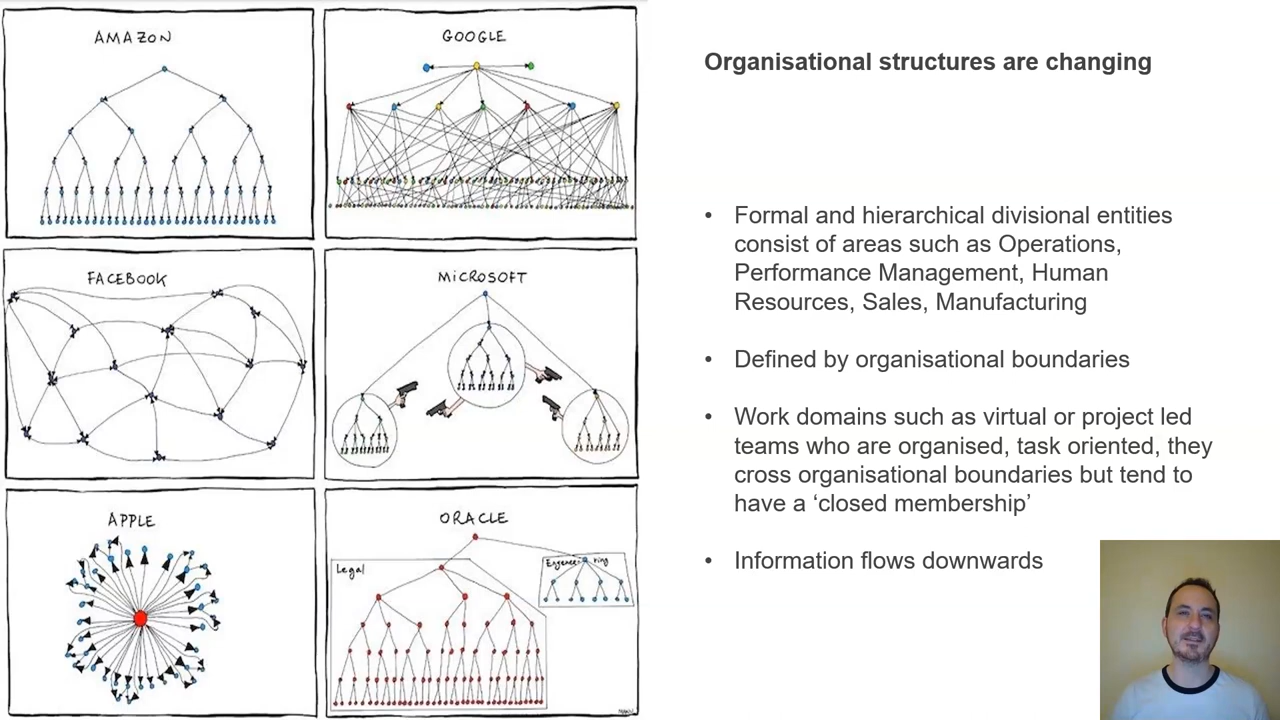 AMAZON
GOOGLE
FACEBOOK
MICROSOFT
APPLE
ORACLE
Legal
Organisational structures are changing
• Formal and hierarchical divisional entities
consist of areas such as Operations,
Performance Management, Human
Resources, Sales, Manufacturing
• Defined by organisational boundaries
• Work domains such as virtual or project led
teams who are organised, task oriented, they
cross organisational boundaries but tend to
have a ‘closed membership’
• Information flows downwards